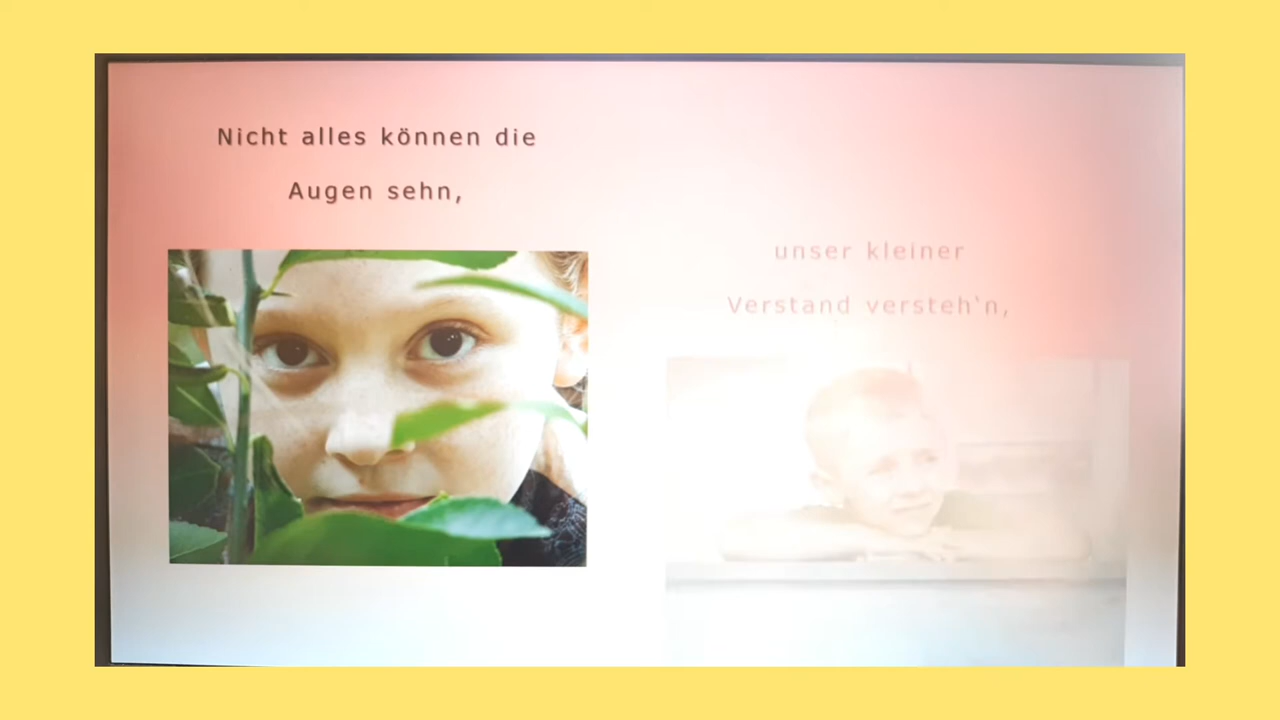 Nicht alles können die
Augen sehn,
unser kleiner
Verstand versteh'n,